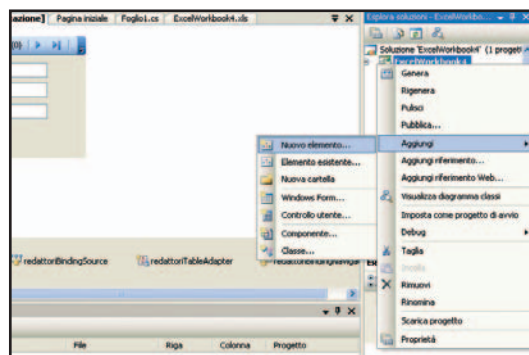 azione] Pagina iniziale Foglio1.cs ExcelWorkbook4.xls
Esplora soluzioni - ExcelWorkbo...
Soluzione 'ExcelWorkbook4' (1 proget
ExcelWorkbook4
Genera
Rigenera
Pulisci
Pubblica...
Aggiungi
Aggiungi riferimento...
Aggiungi riferimento Web...
Visualizza diagramma classi
Imposta come progetto di avvio
Debug
Taglia
Incolla
Rimuovi
Rinomina
Scarica progetto
Proprietà
Nuovo elemento...
Elemento esistente...
Nuova cartella
Windows Form...
Controllo utente...
Componente...
Classe...
redattoriBindingSource redattoriTableAdapter redattoriBindingNavigat
File Riga Colonna Progetto